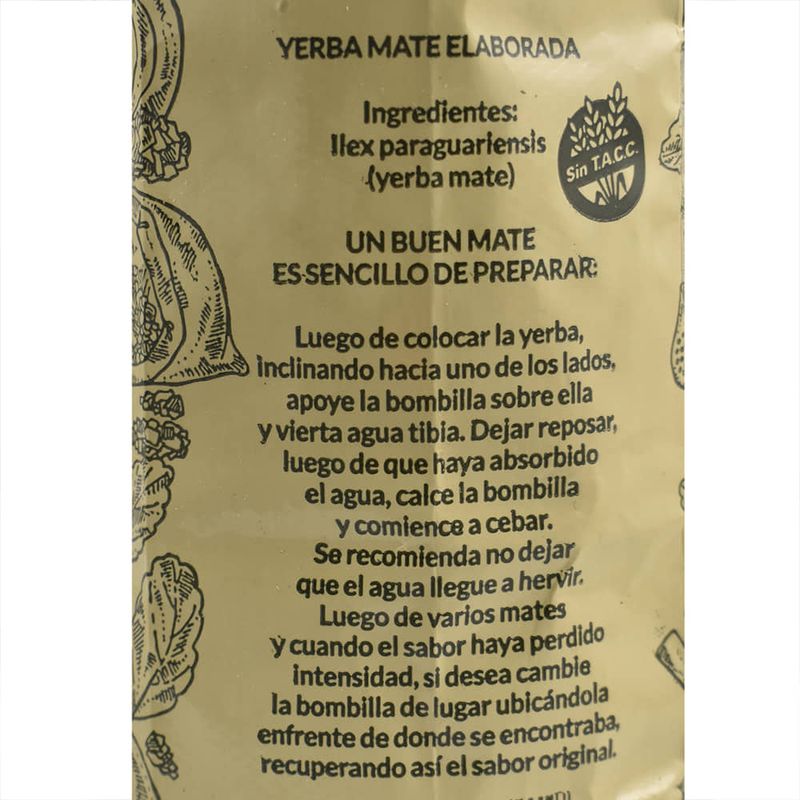 YERBA MATE ELABORADA
Ingredientes:
Ilex paraguariensis
(yerba mate)
Sin T.A.C.C.
UN BUEN MATE
ES SENCILLO DE PREPARAR:
Luego de colocar la yerba,
inclinando hacia uno de los lados,
apoye la bombilla sobre ella
y vierta agua tibia. Dejar reposar,
luego de que haya absorbido
el agua, calce la bombilla
y comience a cebar.
Se recomienda no dejar
que el agua llegue a hervir.
Luego de varios mates
y cuando el sabor haya perdido
intensidad, si desea cambie
la bombilla de lugar ubicándola
enfrente de donde se encontraba,
recuperando así el sabor original.